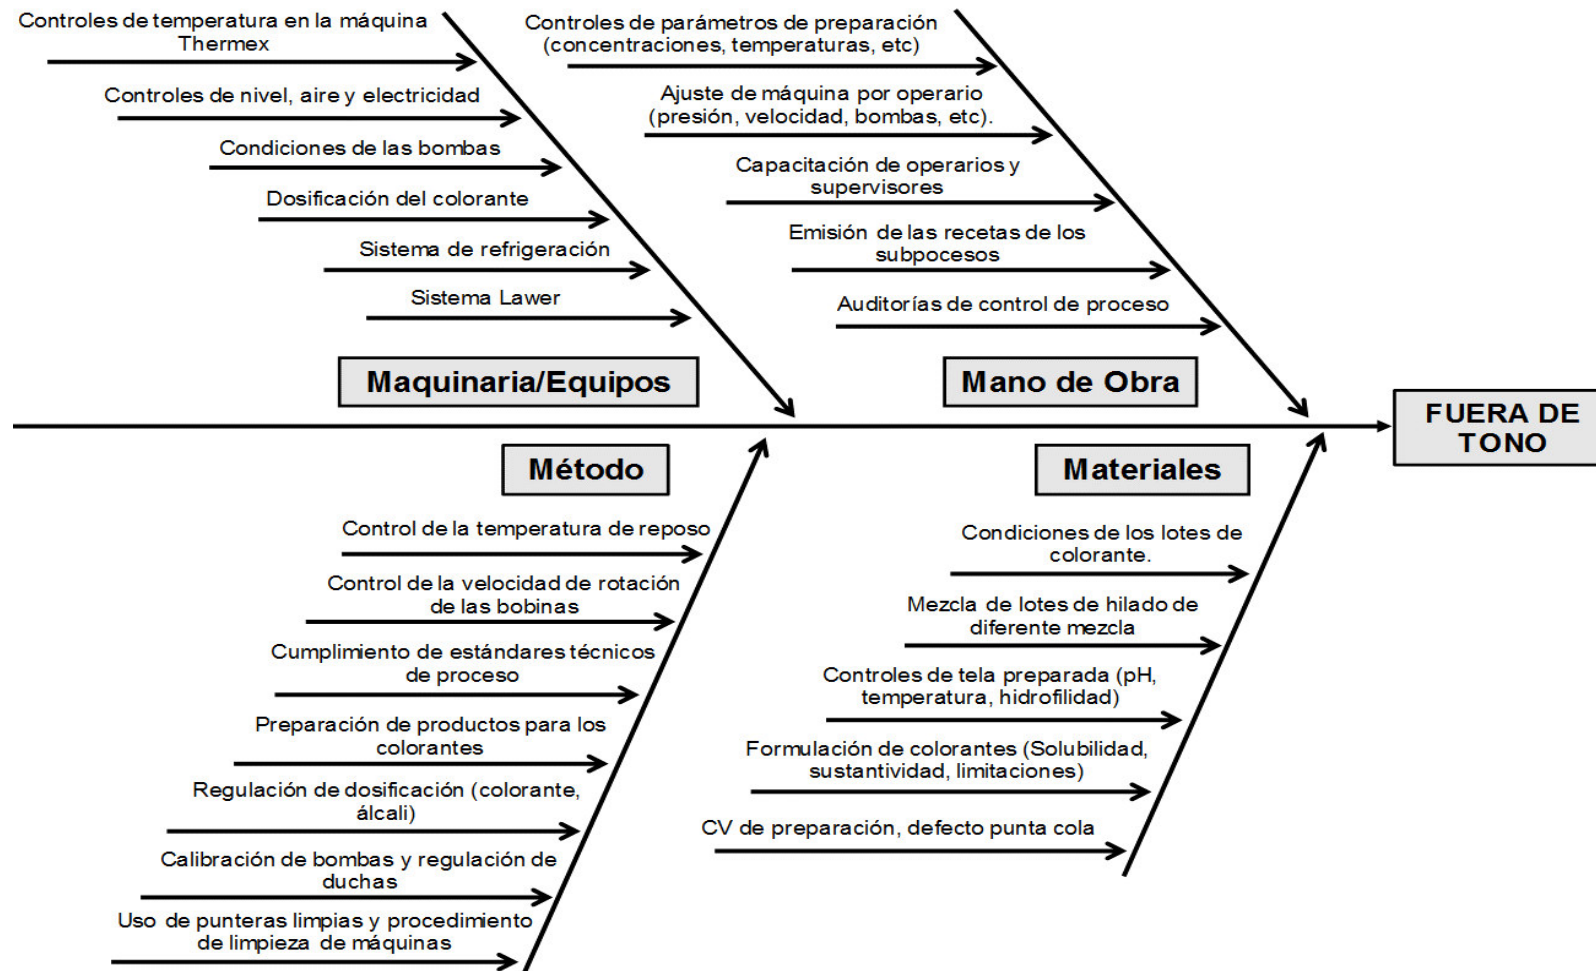 Controles de temperatura en la máquina
Thermex
Controles de nivel, aire y electricidad
Condiciones de las bombas
Dosificación del colorante
Sistema de refrigeración
Sistema Lawer
Maquinaria/Equipos
Controles de parámetros de preparación
(concentraciones, temperaturas, etc)
Ajuste de máquina por operario
(presión, velocidad, bombas, etc).
Capacitación de operarios y
supervisores
Emisión de las recetas de los
subpocesos
Auditorías de control de proceso
Mano de Obra
FUERA DE
TONO
Método
Control de la temperatura de reposo
Control de la velocidad de rotación
de las bobinas
Cumplimiento de estándares técnicos
de proceso
Preparación de productos para los
colorantes
Regulación de dosificación (colorante,
álcali)
Calibración de bombas y regulación de
duchas
Uso de punteras limpias y procedimiento
de limpieza de máquinas
Materiales
Condiciones de los lotes de
colorante.
Mezcla de lotes de hilado de
diferente mezcla
Controles de tela preparada (pH,
temperatura, hidrofilidad)
Formulación de colorantes (Solubilidad,
sustantividad, limitaciones)
CV de preparación, defecto punta cola